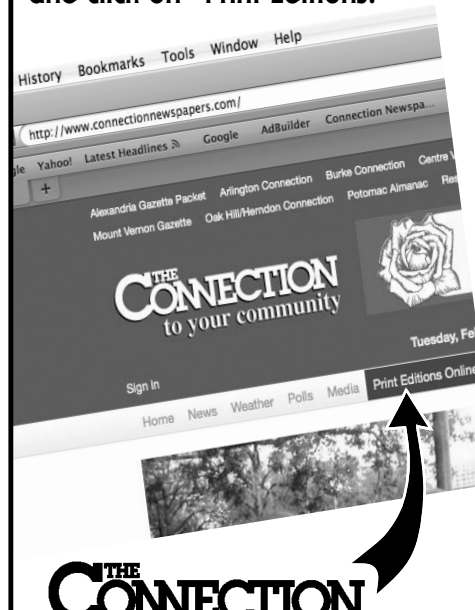 and click on "Print Editions."
History Bookmarks Tools Window Help
http://www.connectionnewspapers.com/
Yahoo! Latest Headlines Google AdBuilder Connection Newspa...
+
Alexandria Gazette Packet Arlington Connection Burke Connection Centre
Mount Vernon Gazette Oak Hill/Herndon Connection Potomac Almanac
THE
CONNECTION
to your community
Tuesday,
Sign in
Home News Weather Polls Media Print Editions Online
THE
CONNECTION